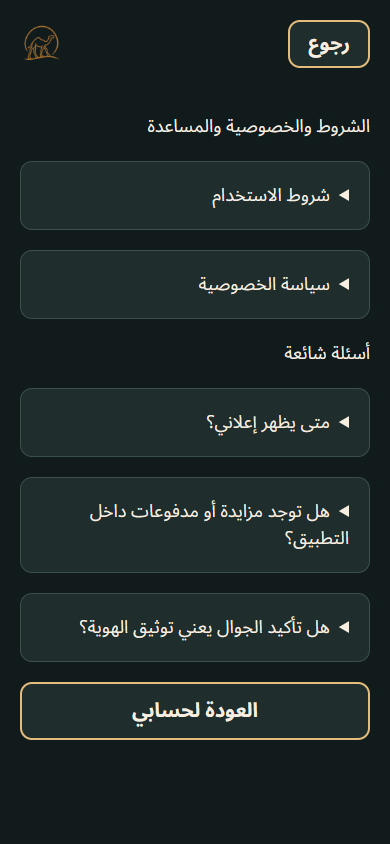 رجوع
الشروط والخصوصية والمساعدة
شروط الاستخدام
سياسة الخصوصية
أسئلة شائعة
متى يظهر إعلاني؟
هل توجد مزايدة أو مدفوعات داخل
التطبيق؟
هل تأكيد الجوال يعني توثيق الهوية؟
العودة لحسابي